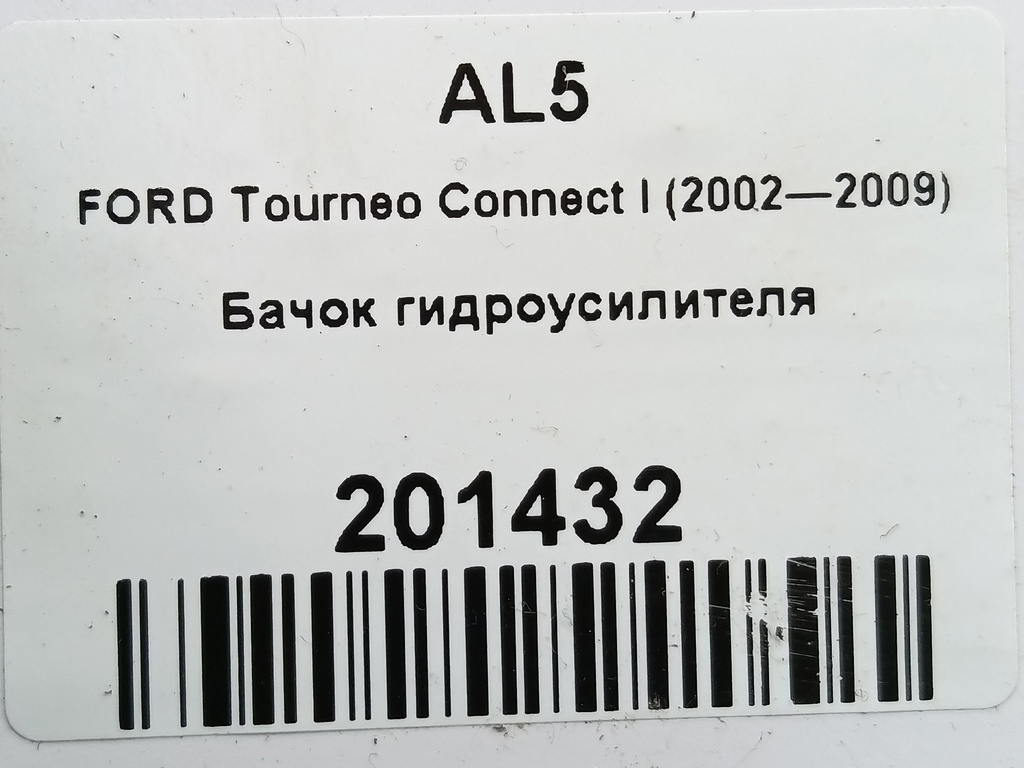 AL5
FORD Tourneo Connect I (2002—2009)
Бачок гидроусилителя
201432